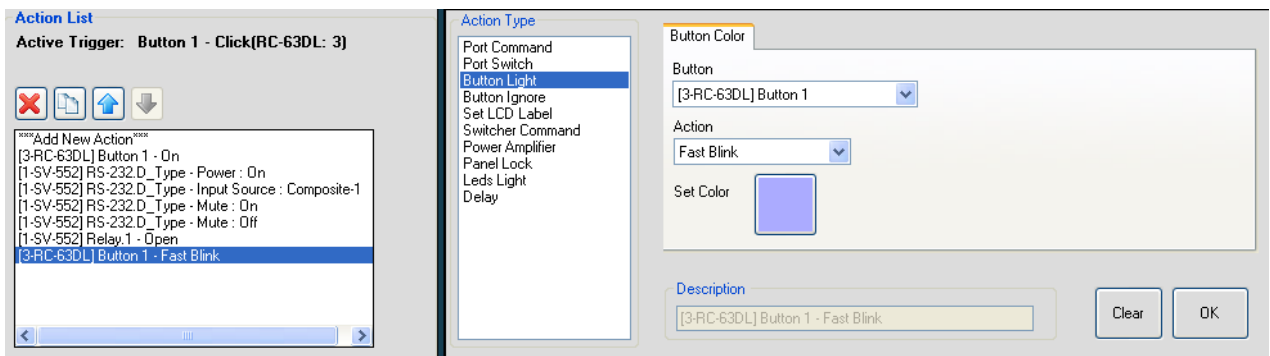 Action List
Active Trigger: Button 1 - Click(RC-63DL: 3)
***Add New Action***
[3-RC-63DL] Button 1 - On
[1-SV-552] RS-232.D_Type - Power : On
[1-SV-552] RS-232.D_Type - Input Source : Composite-1
[1-SV-552] RS-232.D_Type - Mute : On
[1-SV-552] RS-232.D_Type - Mute : Off
[1-SV-552] Relay.1 - Open
[3-RC-63DL] Button 1 - Fast Blink
Action Type
Port Command
Port Switch
Button Light
Button Ignore
Set LCD Label
Switcher Command
Power Amplifier
Panel Lock
Leds Light
Delay
Button Color
Button
[3-RC-63DL] Button 1
Action
Fast Blink
Set Color
Description
[3-RC-63DL] Button 1 - Fast Blink
Clear
OK